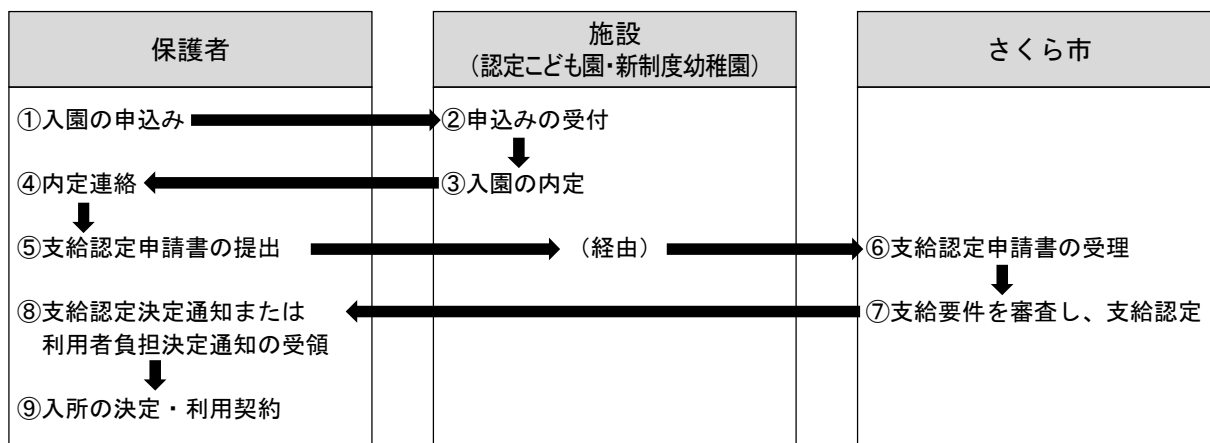 保護者
施設
（認定こども園・新制度幼稚園）
さくら市
①入園の申込み
②申込みの受付
④内定連絡
③入園の内定
⑤支給認定申請書の提出
（経由）
⑥支給認定申請書の受理
⑧支給認定決定通知または
利用者負担決定通知の受領
⑦支給要件を審査し、支給認定
⑨入所の決定・利用契約